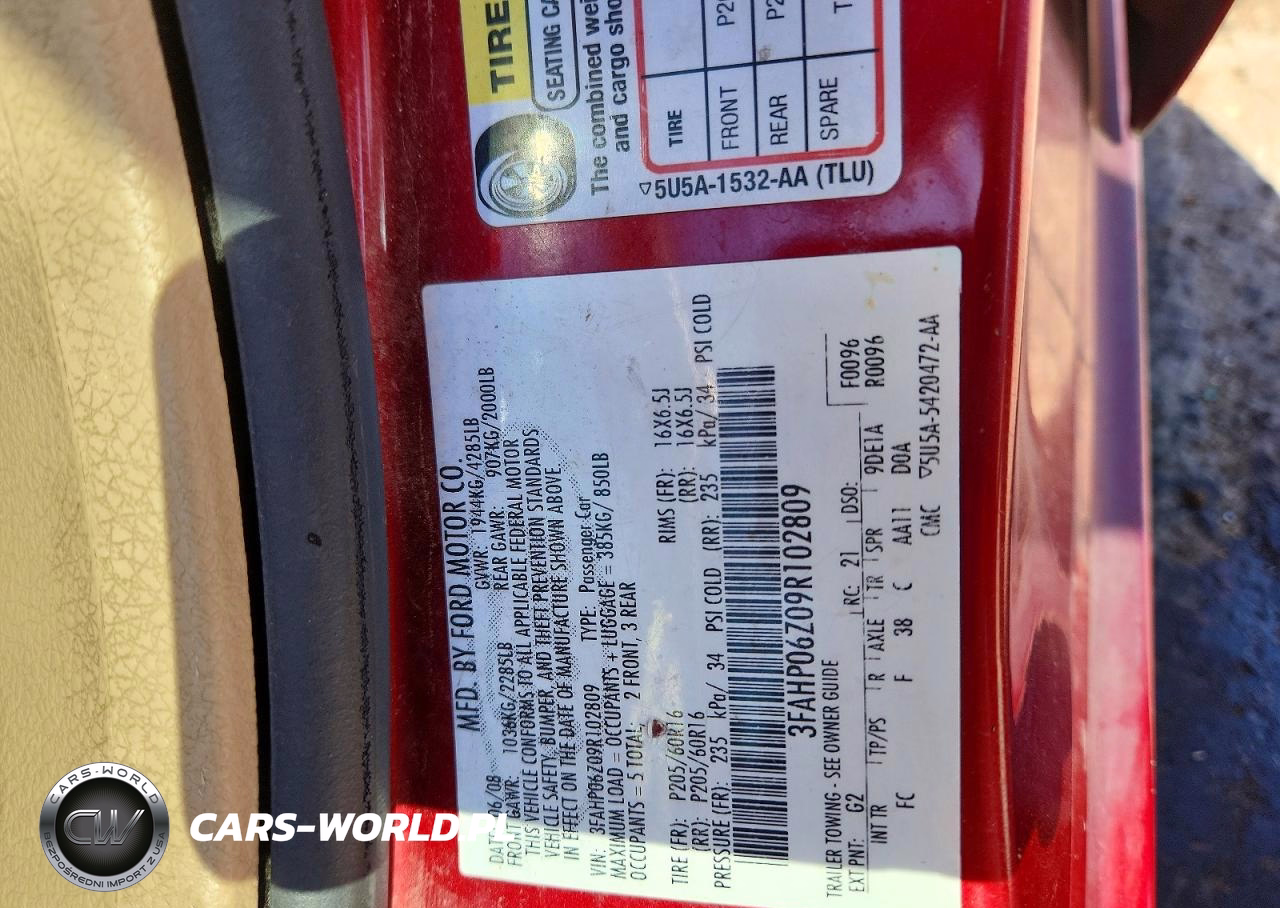 MFD. BY FORD MOTOR CO.
GVWR: 1944KG/4285LB
FRONT GAWR: 1036KG/2285LB REAR GAWR: 907KG/2000LB
THIS VEHICLE CONFORMS TO ALL APPLICABLE FEDERAL MOTOR
VEHICLE SAFETY, BUMPER, AND THEFT PREVENTION STANDARDS
IN EFFECT ON THE DATE OF MANUFACTURE SHOWN ABOVE
VIN: 3FAHP06Z09R102809 TYPE: Passenger Car
MAXIMUM LOAD = OCCUPANTS + LUGGAGE = 385KG/ 850LB
OCCUPANTS = 5 TOTAL: 2 FRONT, 3 REAR
TIRE (FR): P205/60R16 RIMS (FR): 16X6.5J
(RR): P205/60R16 (RR): 16X6.5J
PRESSURE (FR): 235 kPa/ 34 PSI COLD (RR): 235 kPa/ 34 PSI COLD
3FAHP06Z09R102809
TRAILER TOWING - SEE OWNER GUIDE
F0096
EXT PNT: G2 RC: 21 DSO: R0096
INT TR TP/PS R AXLE TR SPR 9DE1A
FC F 38 C AA11 D0A
CMC ▽5U5A-5420472-AA
TIRE
SEATING CA
The combined wei
and cargo sho
TIRE
FRONT P2
REAR P2
SPARE T
▽5U5A-1532-AA (TLU)
CARS-WORLD
CW
BEZPOŚREDNI IMPORT Z USA
CARS-WORLD.PL